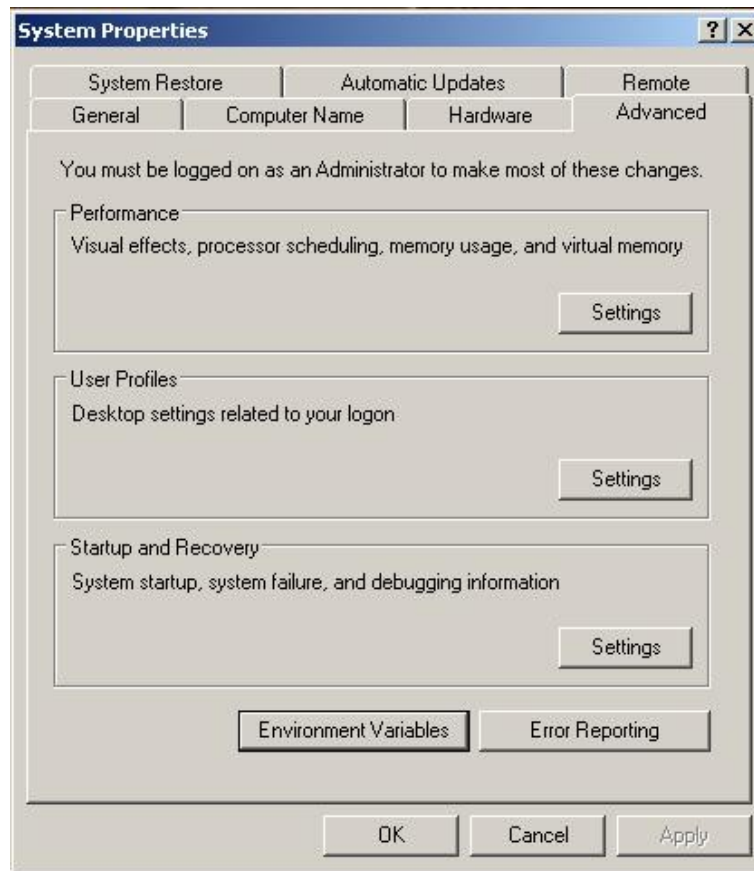 System Properties
System Restore Automatic Updates Remote
General Computer Name Hardware Advanced
You must be logged on as an Administrator to make most of these changes.
Performance
Visual effects, processor scheduling, memory usage, and virtual memory
Settings
User Profiles
Desktop settings related to your logon
Settings
Startup and Recovery
System startup, system failure, and debugging information
Settings
Environment Variables Error Reporting
OK Cancel Apply